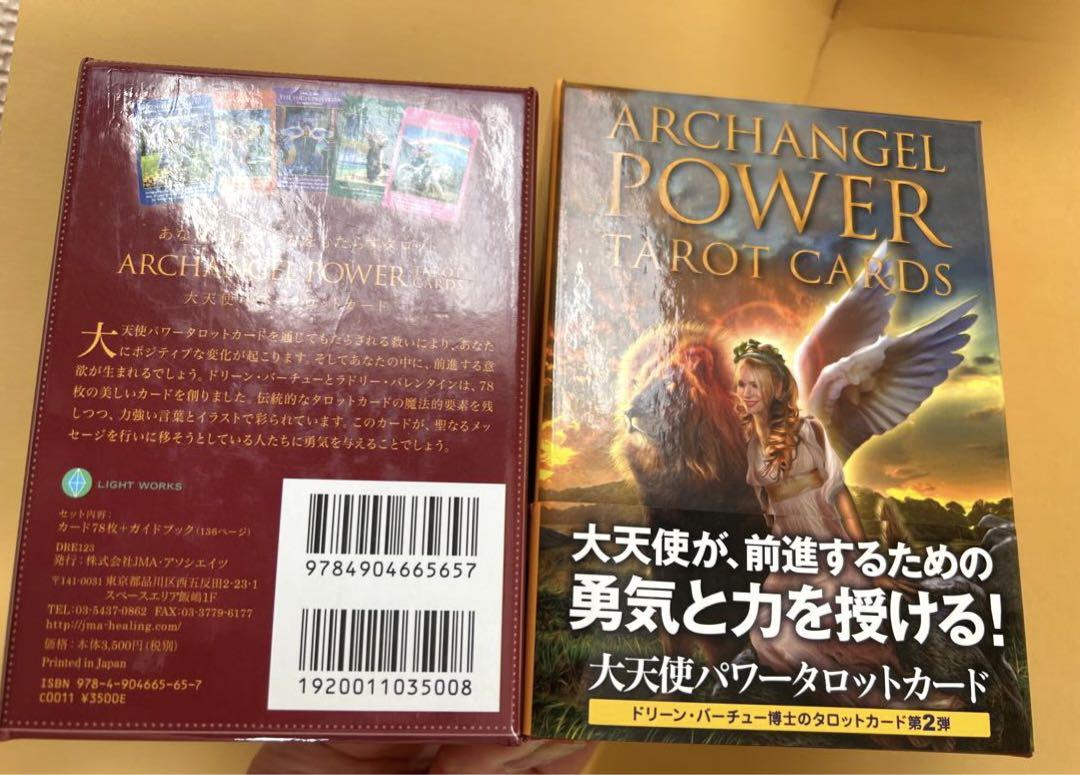 THE HIGH PRIESTESS
ARCHANGEL POWER TAROT CARDS
大天使
大天使パワータロットカードを通じてもたらされる救いにより、あなた
にポジティブな変化が起こります。そしてあなたの中に、前進する意
欲が生まれるでしょう。ドリーン・バーチューとラドリー・バレンタインは、78
枚の美しいカードを創りました。伝統的なタロットカードの魔法的要素を残
しつつ、力強い言葉とイラストで彩られています。このカードが、聖なるメッ
セージを行いに移そうとしている人たちに勇気を与えることでしょう。
LIGHT WORKS
セット内容:
カード78枚+ガイドブック(136ページ)
DRE123
発行:株式会社JMA・アソシエイツ
〒141-0031 東京都品川区西五反田2-23-1
スペースエリア飯嶋1F
TEL:03-5437-0862 FAX:03-3779-6177
http://jma-healing.com/
価格:本体3,500円(税別)
Printed in Japan
ISBN 978-4-904665-65-7
C0011 ¥3500E
9784904665657
1920011035008
ARCHANGEL
POWER
TAROT CARDS
大天使が、前進するための
勇気と力を授ける!
大天使パワータロットカード
ドリーン・バーチュー博士のタロットカード第2弾